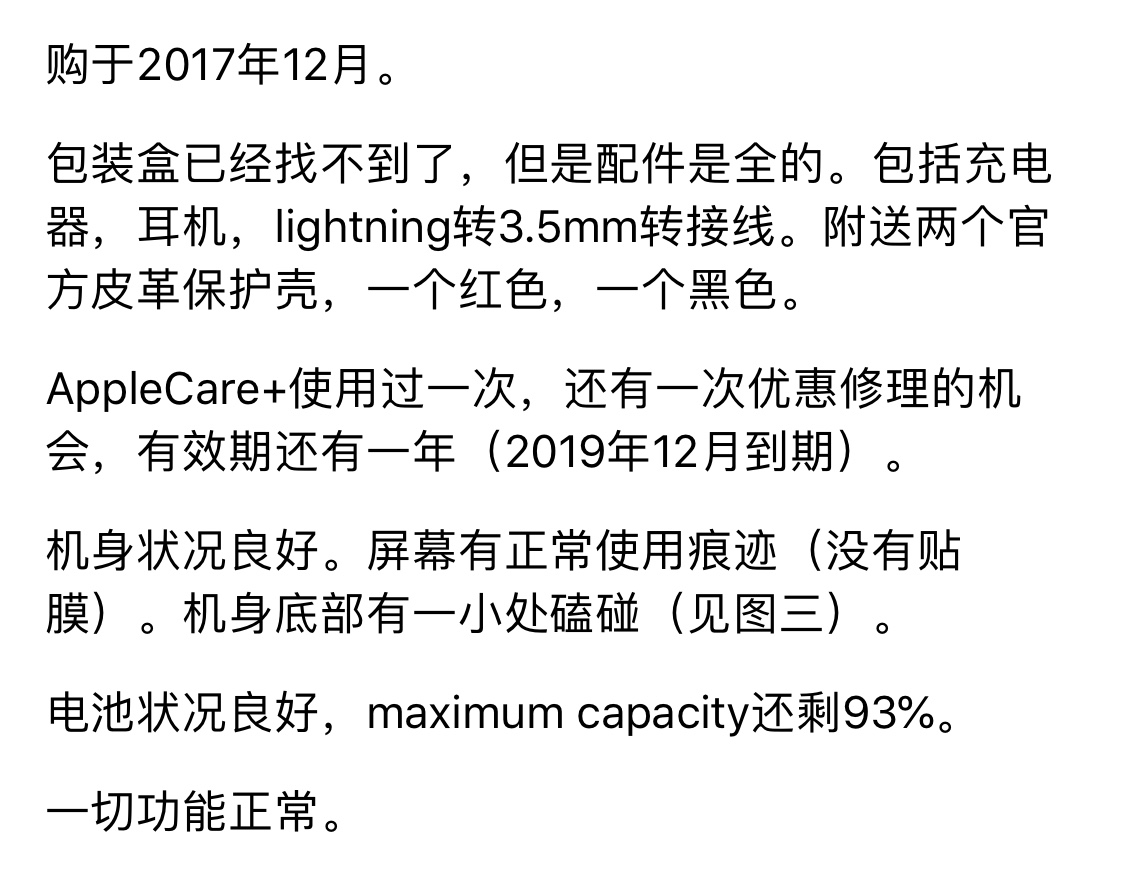 购于2017年12月。
包装盒已经找不到了，但是配件是全的。包括充电
器，耳机，lightning转3.5mm转接线。附送两个官
方皮革保护壳，一个红色，一个黑色。
AppleCare+使用过一次，还有一次优惠修理的机
会，有效期还有一年（2019年12月到期）。
机身状况良好。屏幕有正常使用痕迹（没有贴
膜）。机身底部有一小处磕碰（见图三）。
电池状况良好，maximum capacity还剩93%。
一切功能正常。